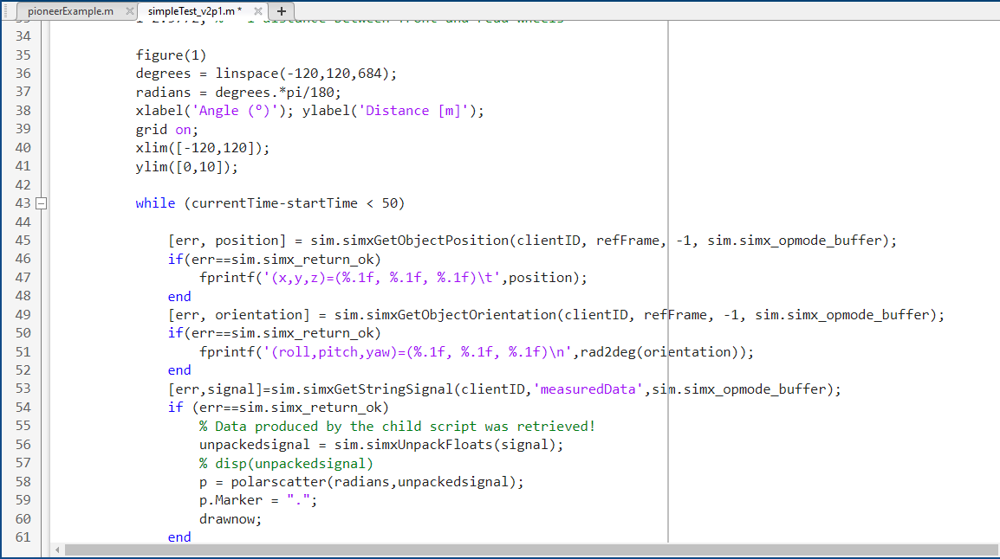 pioneerExample.m × simpleTest_v2p1.m * × +
34
35 figure(1)
36 degrees = linspace(-120,120,684);
37 radians = degrees.*pi/180;
38 xlabel('Angle (º)'); ylabel('Distance [m]');
39 grid on;
40 xlim([-120,120]);
41 ylim([0,10]);
42
43 while (currentTime-startTime < 50)
44
45 [err, position] = sim.simxGetObjectPosition(clientID, refFrame, -1, sim.simx_opmode_buffer);
46 if(err==sim.simx_return_ok)
47 fprintf('(x,y,z)=(%.1f, %.1f, %.1f)\t',position);
48 end
49 [err, orientation] = sim.simxGetObjectOrientation(clientID, refFrame, -1, sim.simx_opmode_buffer);
50 if(err==sim.simx_return_ok)
51 fprintf('(roll,pitch,yaw)=(%.1f, %.1f, %.1f)\n',rad2deg(orientation));
52 end
53 [err,signal]=sim.simxGetStringSignal(clientID,'measuredData',sim.simx_opmode_buffer);
54 if (err==sim.simx_return_ok)
55 % Data produced by the child script was retrieved!
56 unpackedsignal = sim.simxUnpackFloats(signal);
57 % disp(unpackedsignal)
58 p = polarscatter(radians,unpackedsignal);
59 p.Marker = ".";
60 drawnow;
61 end